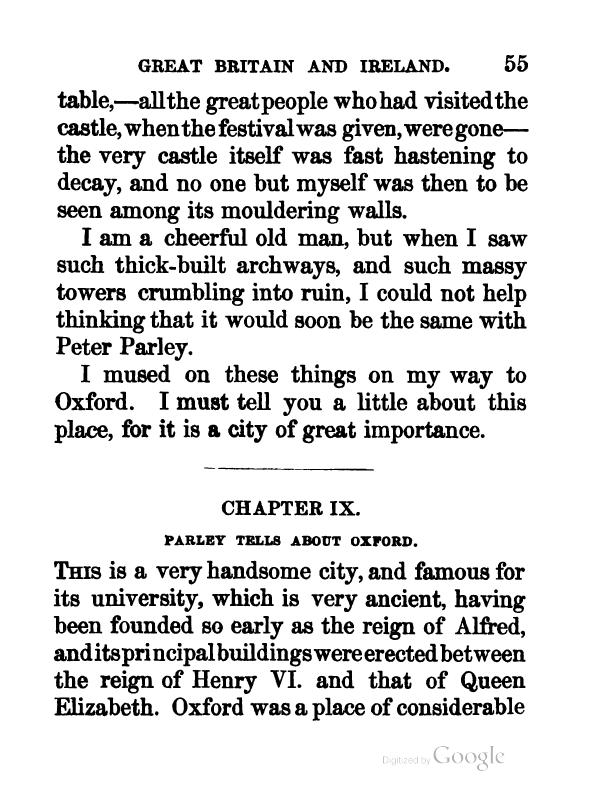 GREAT BRITAIN AND IRELAND. 55
table,—all the great people who had visited the
castle, when the festival was given, were gone—
the very castle itself was fast hastening to
decay, and no one but myself was then to be
seen among its mouldering walls.
I am a cheerful old man, but when I saw
such thick-built archways, and such massy
towers crumbling into ruin, I could not help
thinking that it would soon be the same with
Peter Parley.
I mused on these things on my way to
Oxford. I must tell you a little about this
place, for it is a city of great importance.
CHAPTER IX.
PARLEY TELLS ABOUT OXFORD.
THIS is a very handsome city, and famous for
its university, which is very ancient, having
been founded so early as the reign of Alfred,
and its principal buildings were erected between
the reign of Henry VI. and that of Queen
Elizabeth. Oxford was a place of considerable
Digitized by Google